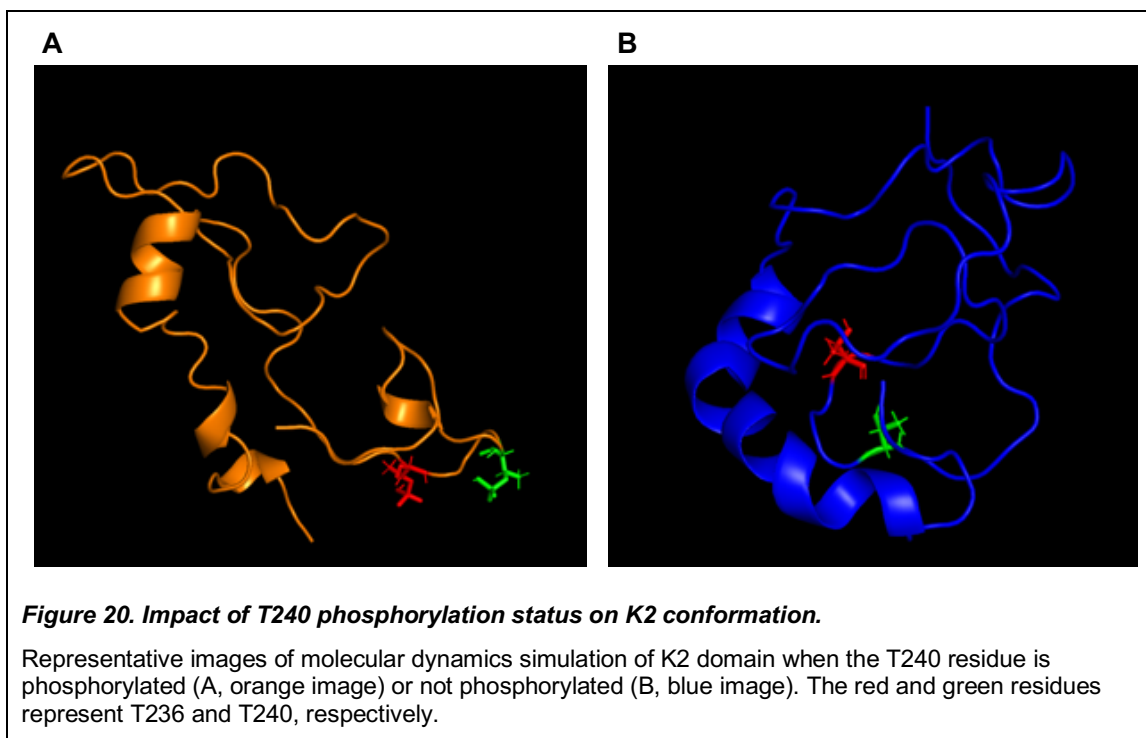 A B
Figure 20. Impact of T240 phosphorylation status on K2 conformation.
Representative images of molecular dynamics simulation of K2 domain when the T240 residue is
phosphorylated (A, orange image) or not phosphorylated (B, blue image). The red and green residues
represent T236 and T240, respectively.